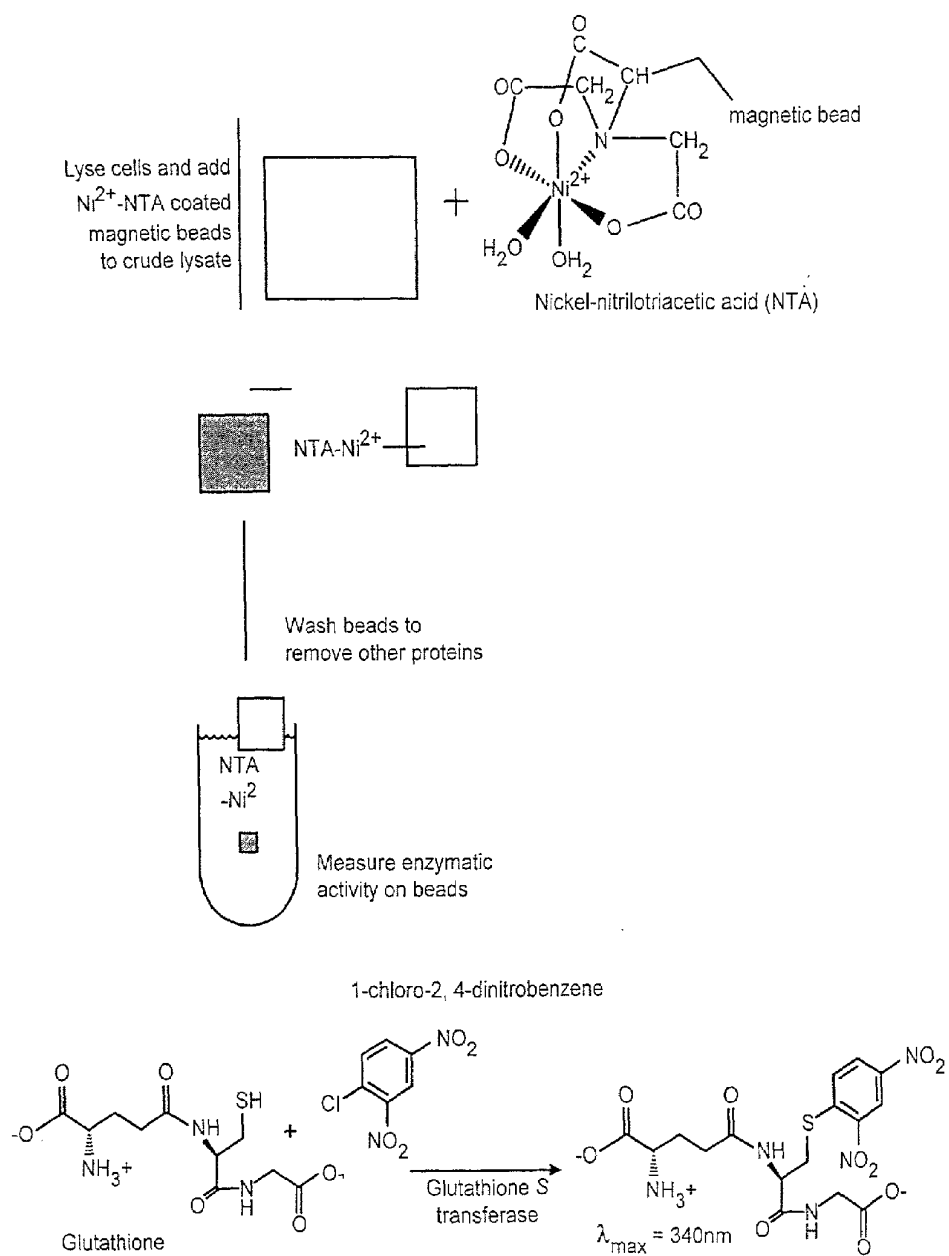 Lyse cells and add
Ni2+-NTA coated
magnetic beads
to crude lysate
+
O
C
OC
CH2
CH
magnetic bead
O
O
N
CH2
Ni2+
O
CO
H2O
OH2
Nickel-nitrilotriacetic acid (NTA)
NTA-Ni2+
Wash beads to
remove other proteins
NTA
-Ni2
Measure enzymatic
activity on beads
1-chloro-2, 4-dinitrobenzene
O
O
SH
-O
NH3+
NH
O
N
H
O
O-
Glutathione
+
NO2
Cl
NO2
Glutathione S
transferase
O
O
-O
NH3+
NH
S
NO2
NO2
O
N
H
O
O-
λmax = 340nm